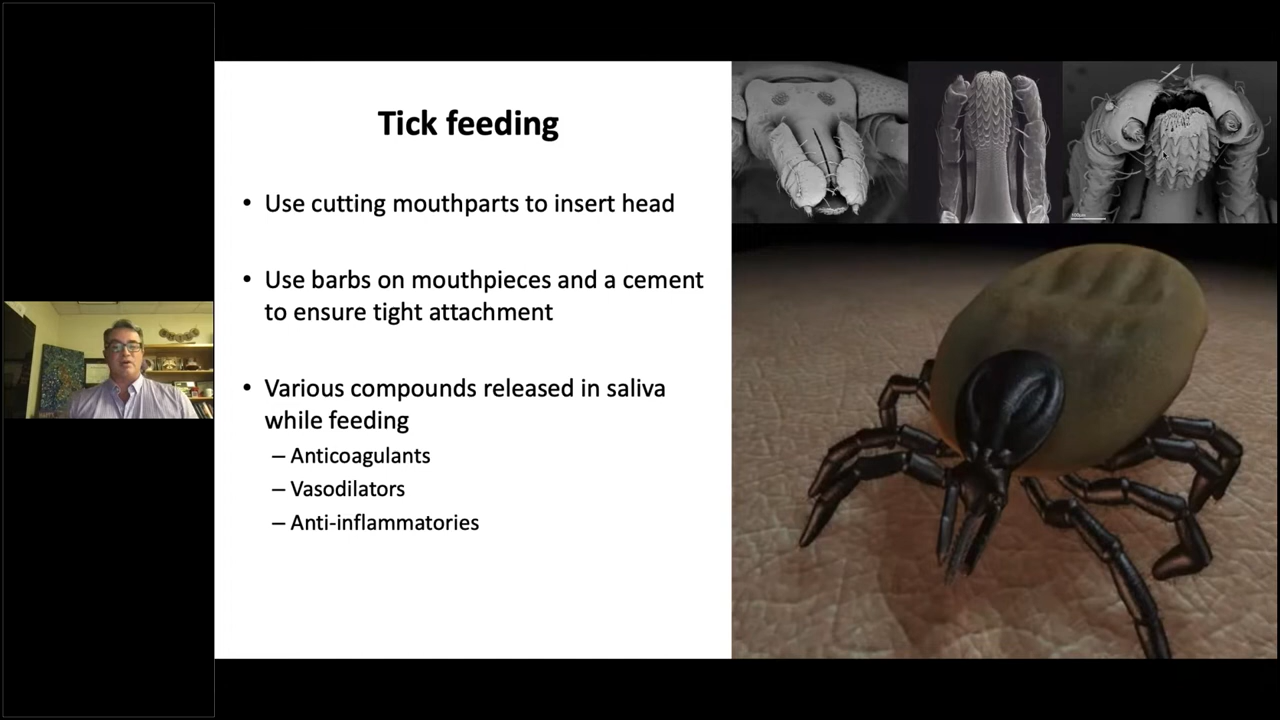 Tick feeding
• Use cutting mouthparts to insert head
• Use barbs on mouthpieces and a cement
to ensure tight attachment
• Various compounds released in saliva
while feeding
– Anticoagulants
– Vasodilators
– Anti-inflammatories